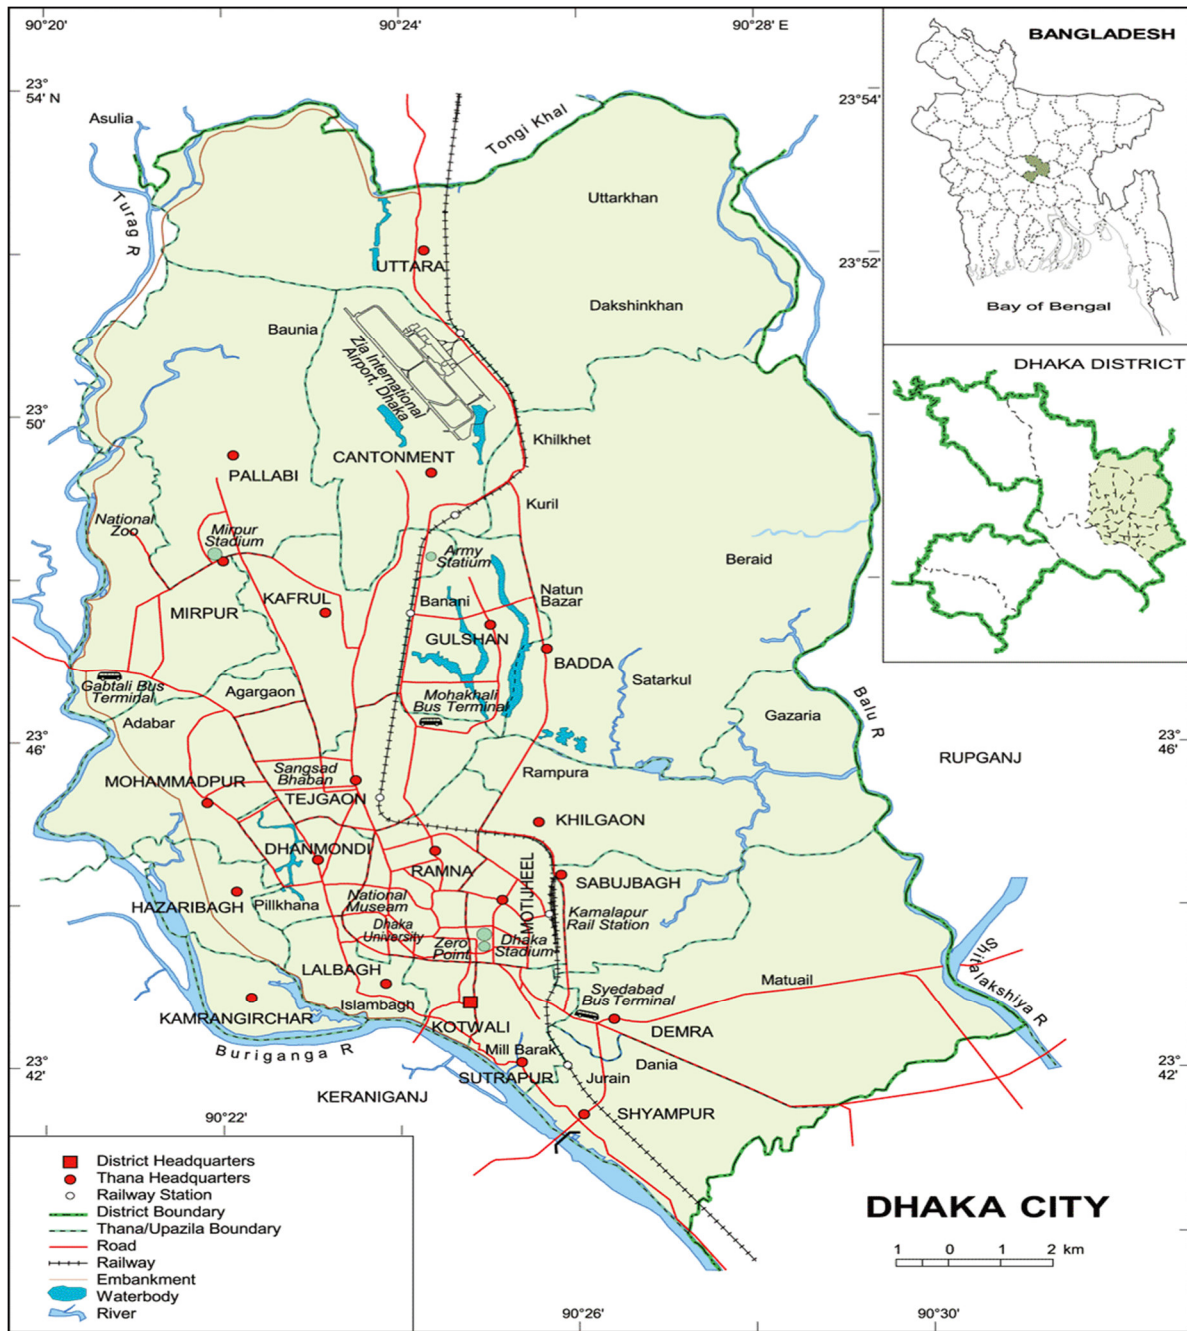 90°20'
90°24'
90°28' E
23°
54' N
23°54'
23°52'
23°
50'
23°
46'
23°
46'
23°
42'
23°
42'
90°22'
90°26'
90°30'
BANGLADESH
Bay of Bengal
DHAKA DISTRICT
Asulia
Turag R
Tongi Khal
Uttarkhan
UTTARA
Dakshinkhan
Baunia
Zia International
Airport, Dhaka
Khilkhet
CANTONMENT
PALLABI
Kuril
National
Zoo
Mirpur
Stadium
Army
Statium
Beraid
Natun
Bazar
KAFRUL
Banani
MIRPUR
GULSHAN
BADDA
Satarkul
Gabtali Bus
Terminal
Agargaon
Mohakhali
Bus Terminal
Adabar
Gazaria
Balu R
RUPGANJ
Sangsad
Bhaban
Rampura
MOHAMMADPUR
TEJGAON
KHILGAON
DHANMONDI
RAMNA
MOTIJHEEL
SABUJBAGH
HAZARIBAGH
Pillkhana
National
Museam
Kamalapur
Rail Station
Dhaka
University
Zero
Point
Dhaka
Stadium
Shitalakshiya R
LALBAGH
Matuail
Islambagh
Syedabad
Bus Terminal
KAMRANGIRCHAR
KOTWALI
DEMRA
Buriganga R
Mill Barak
Dania
SUTRAPUR
Jurain
KERANIGANJ
SHYAMPUR
District Headquarters
Thana Headquarters
Railway Station
District Boundary
Thana/Upazila Boundary
Road
Railway
Embankment
Waterbody
River
DHAKA CITY
1 0 1 2 km